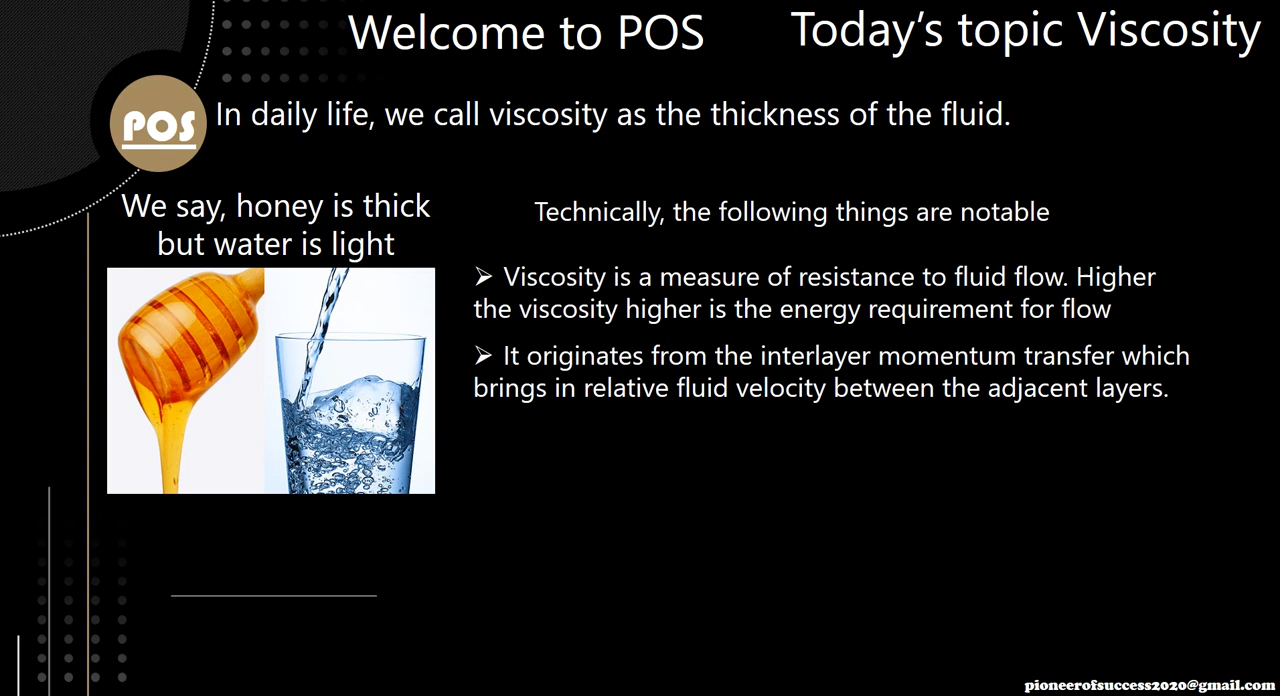 Welcome to POS
Today's topic Viscosity
POS
In daily life, we call viscosity as the thickness of the fluid.
We say, honey is thick
but water is light
Technically, the following things are notable
➢ Viscosity is a measure of resistance to fluid flow. Higher
the viscosity higher is the energy requirement for flow
➢ It originates from the interlayer momentum transfer which
brings in relative fluid velocity between the adjacent layers.
pioneerofsuccess2020@gmail.com